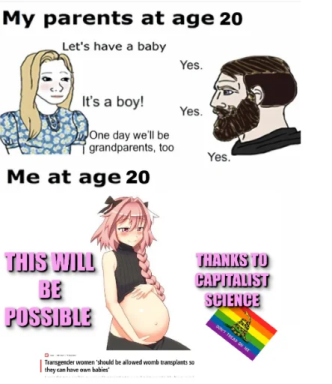 My parents at age 20
Let's have a baby
Yes.
It's a boy!
Yes.
One day we'll be
grandparents, too
Yes.
Me at age 20
THIS WILL
BE
POSSIBLE
THANKS TO
CAPITALIST
SCIENCE
Transgender women 'should be allowed womb transplants so
they can have own babies'